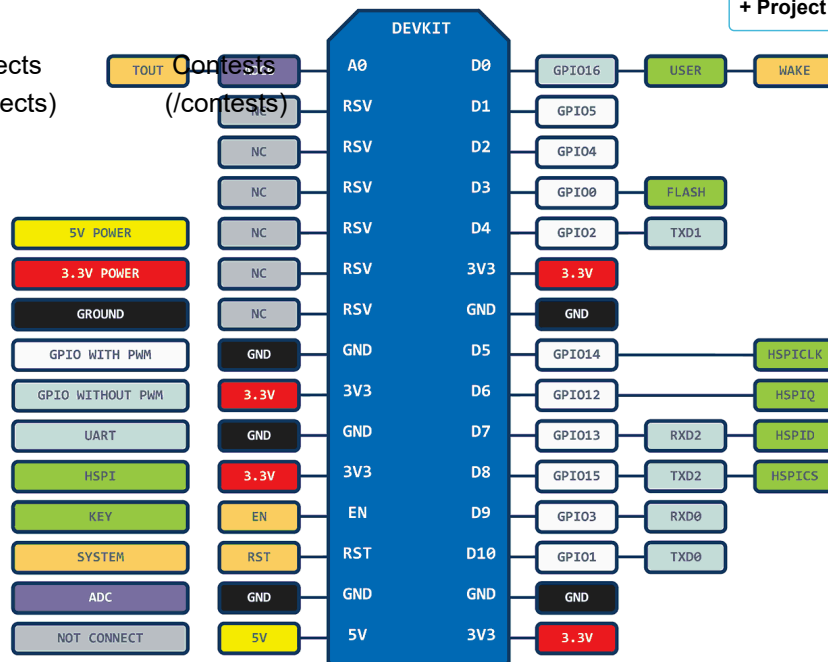 + Project
DEVKIT
ects Contests
ects) (/contests)
TOUT A0 D0 GPIO16 USER WAKE
NC RSV D1 GPIO5
NC RSV D2 GPIO4
NC RSV D3 GPIO0 FLASH
5V POWER NC RSV D4 GPIO2 TXD1
3.3V POWER NC RSV 3V3 3.3V
GROUND NC RSV GND GND
GPIO WITH PWM GND GND D5 GPIO14 HSPICLK
GPIO WITHOUT PWM 3.3V 3V3 D6 GPIO12 HSPIQ
UART GND GND D7 GPIO13 RXD2 HSPID
HSPI 3.3V 3V3 D8 GPIO15 TXD2 HSPICS
KEY EN EN D9 GPIO3 RXD0
SYSTEM RST RST D10 GPIO1 TXD0
ADC GND GND GND GND
NOT CONNECT 5V 5V 3V3 3.3V